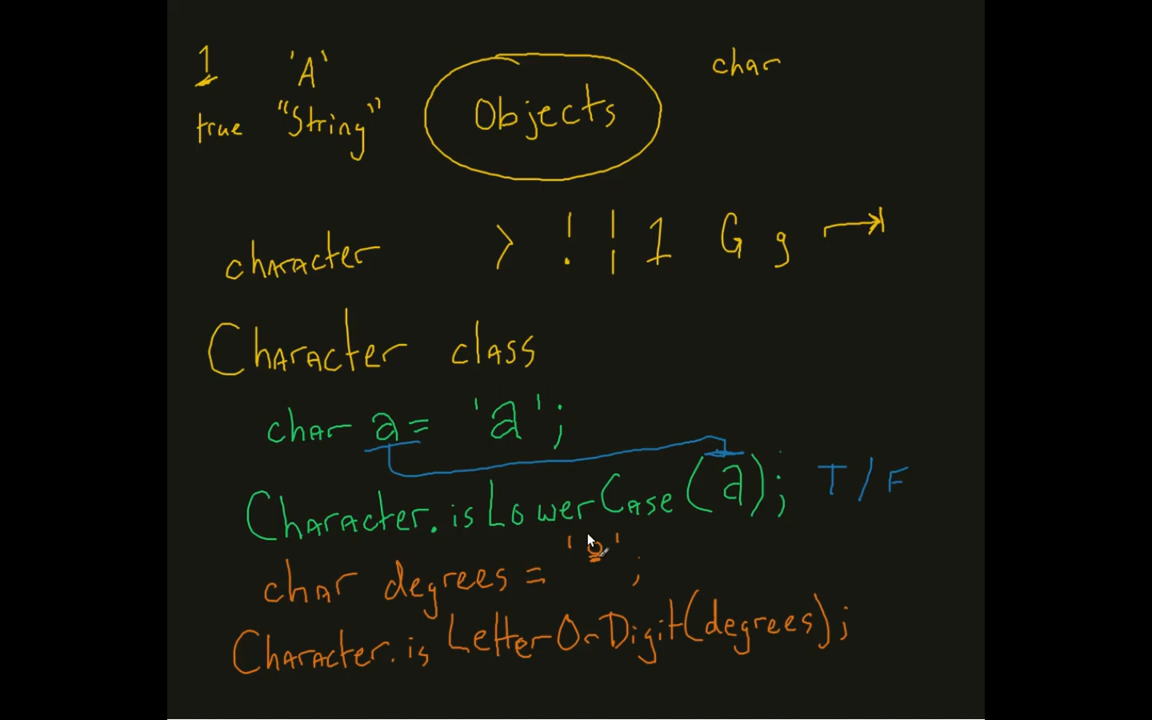 1 'A' Objects char
true "String"
character > ! ¦ 1 G g
Character class
char a = 'a';
Character.isLowerCase(a); T/F
char degrees = 'º';
Character.isLetterOrDigit(degrees);